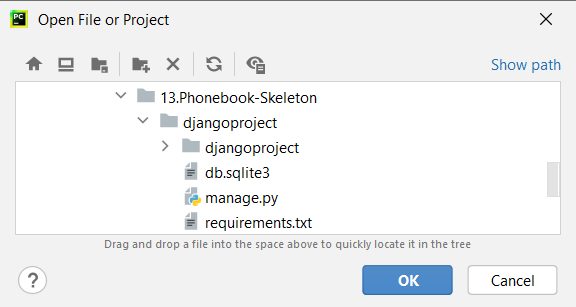 PC Open File or Project
Show path
13.Phonebook-Skeleton
djangoproject
djangoproject
db.sqlite3
manage.py
requirements.txt
Drag and drop a file into the space above to quickly locate it in the tree
? OK Cancel